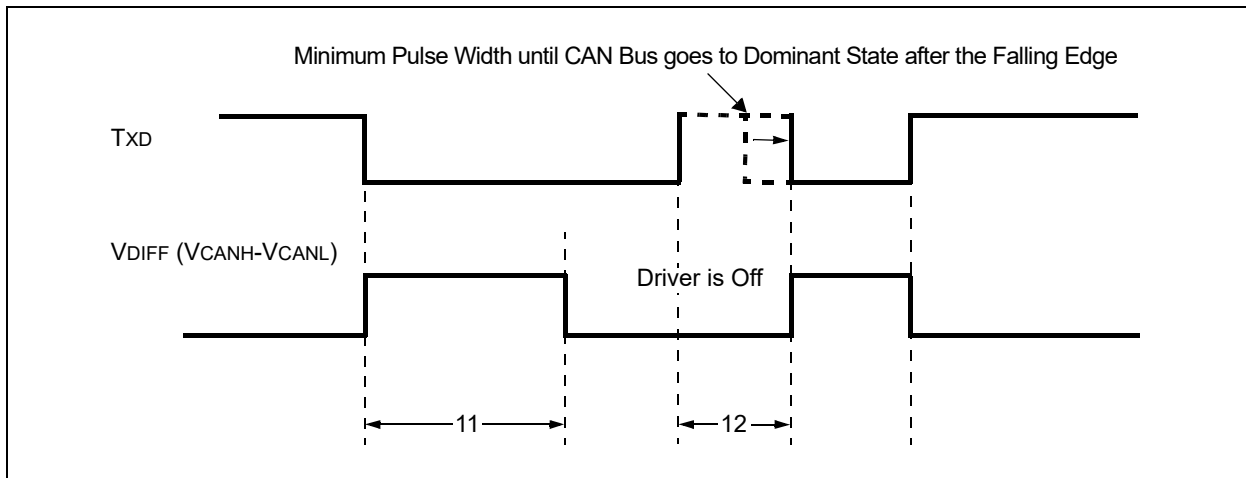 Minimum Pulse Width until CAN Bus goes to Dominant State after the Falling Edge
TXD
VDIFF (VCANH-VCANL)
Driver is Off
11
12